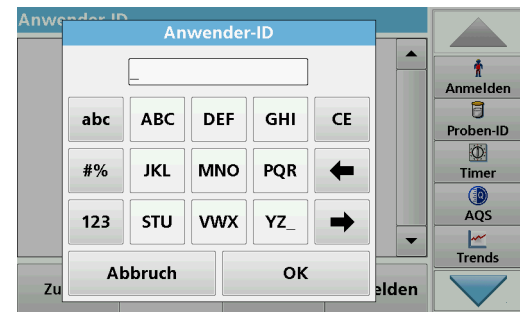 Anwender-ID
Anwender-ID
_
abc ABC DEF GHI CE
#% JKL MNO PQR
123 STU VWX YZ_
Abbruch OK
Zu
elden
Anmelden
Proben-ID
Timer
AQS
Trends